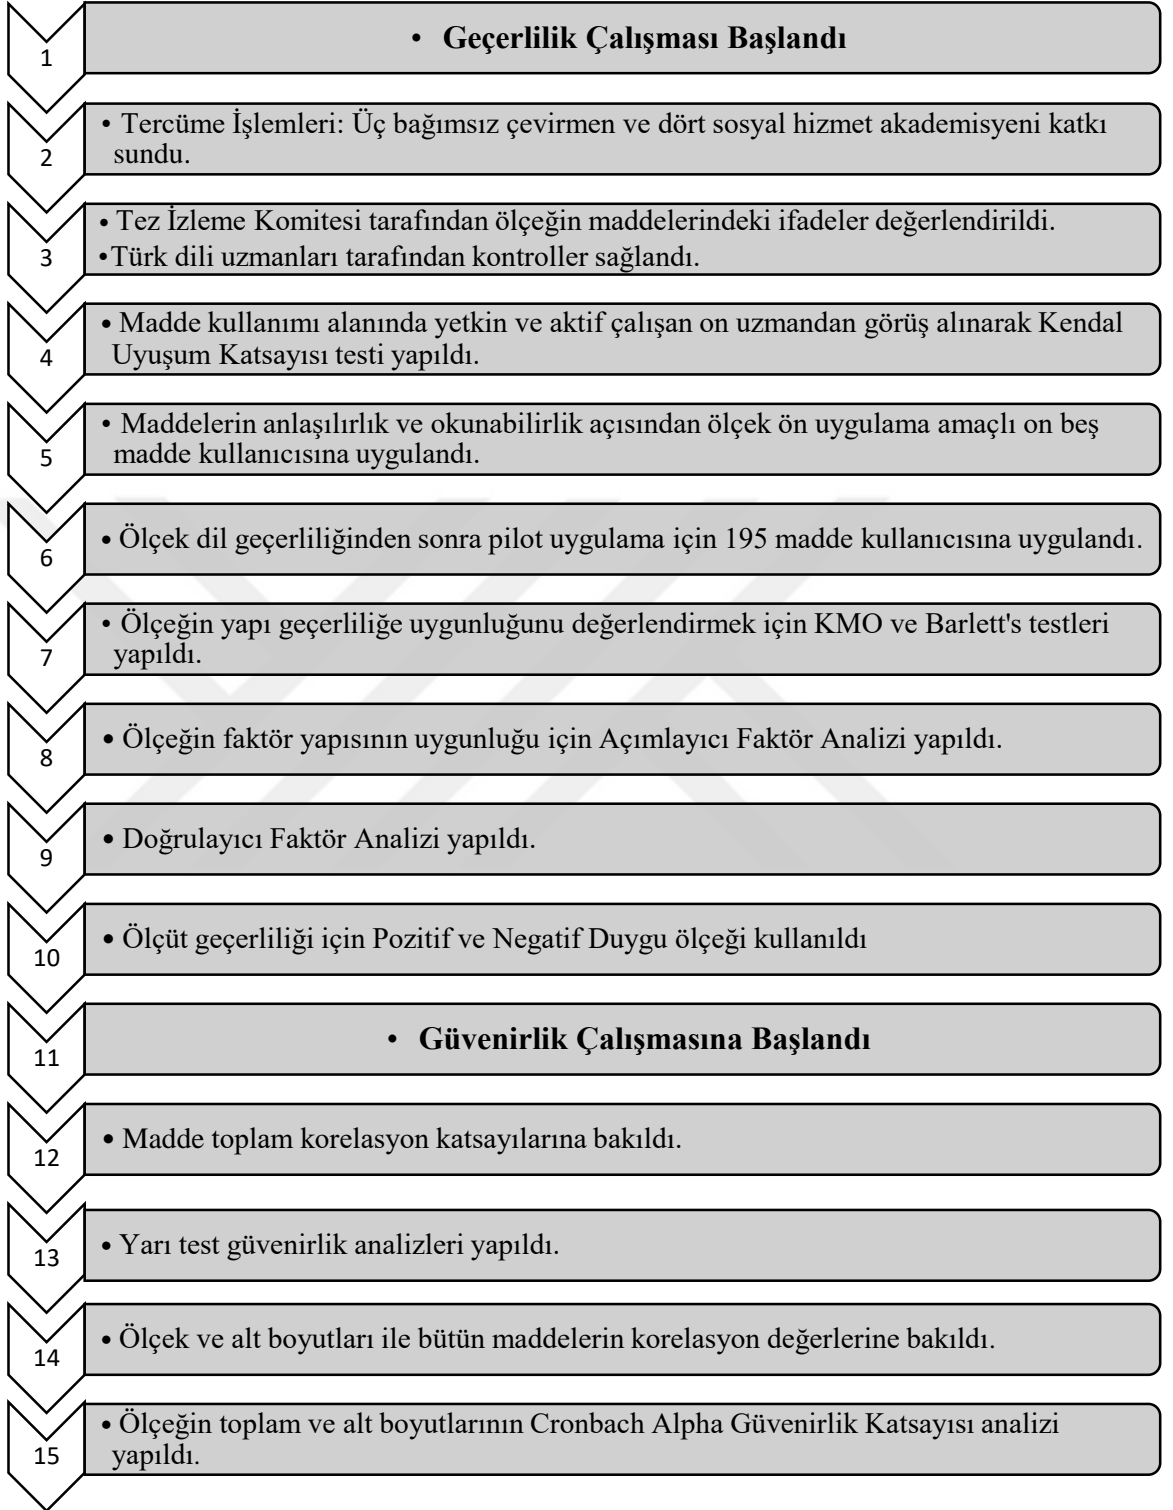 1
• Geçerlilik Çalışması Başlandı
2
• Tercüme İşlemleri: Üç bağımsız çevirmen ve dört sosyal hizmet akademisyeni katkı
sundu.
3
• Tez İzleme Komitesi tarafından ölçeğin maddelerindeki ifadeler değerlendirildi.
•Türk dili uzmanları tarafından kontroller sağlandı.
4
• Madde kullanımı alanında yetkin ve aktif çalışan on uzmandan görüş alınarak Kendal
Uyuşum Katsayısı testi yapıldı.
5
• Maddelerin anlaşılırlık ve okunabilirlik açısından ölçek ön uygulama amaçlı on beş
madde kullanıcısına uygulandı.
6
• Ölçek dil geçerliliğinden sonra pilot uygulama için 195 madde kullanıcısına uygulandı.
7
• Ölçeğin yapı geçerliliğe uygunluğunu değerlendirmek için KMO ve Barlett's testleri
yapıldı.
8
• Ölçeğin faktör yapısının uygunluğu için Açımlayıcı Faktör Analizi yapıldı.
9
• Doğrulayıcı Faktör Analizi yapıldı.
10
• Ölçüt geçerliliği için Pozitif ve Negatif Duygu ölçeği kullanıldı
11
• Güvenirlik Çalışmasına Başlandı
12
• Madde toplam korelasyon katsayılarına bakıldı.
13
• Yarı test güvenirlik analizleri yapıldı.
14
• Ölçek ve alt boyutları ile bütün maddelerin korelasyon değerlerine bakıldı.
15
• Ölçeğin toplam ve alt boyutlarının Cronbach Alpha Güvenirlik Katsayısı analizi
yapıldı.